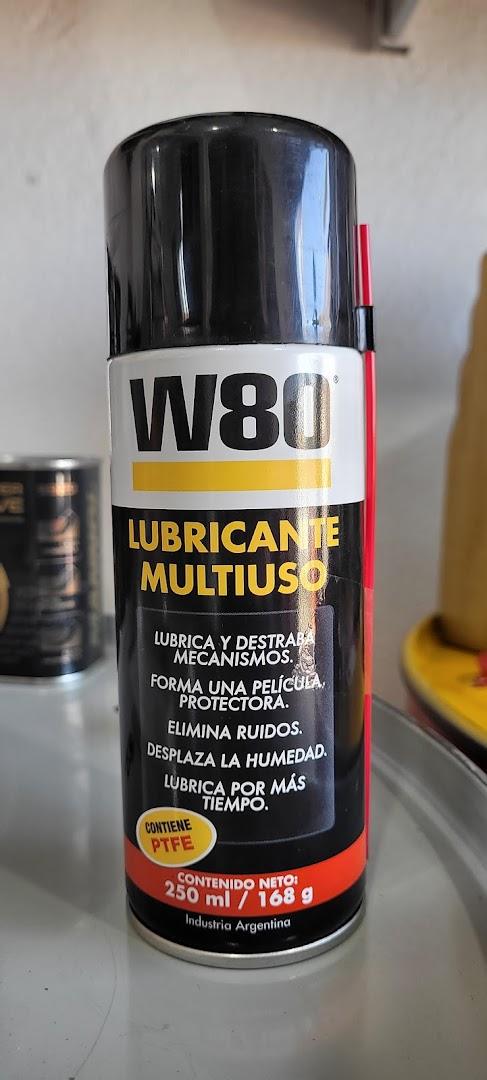 W80®
LUBRICANTE
MULTIUSO
LUBRICA Y DESTRABA
MECANISMOS.
FORMA UNA PELÍCULA
PROTECTORA.
ELIMINA RUIDOS.
DESPLAZA LA HUMEDAD.
LUBRICA POR MÁS
TIEMPO.
CONTIENE
PTFE
CONTENIDO NETO:
250 ml / 168 g
Industria Argentina